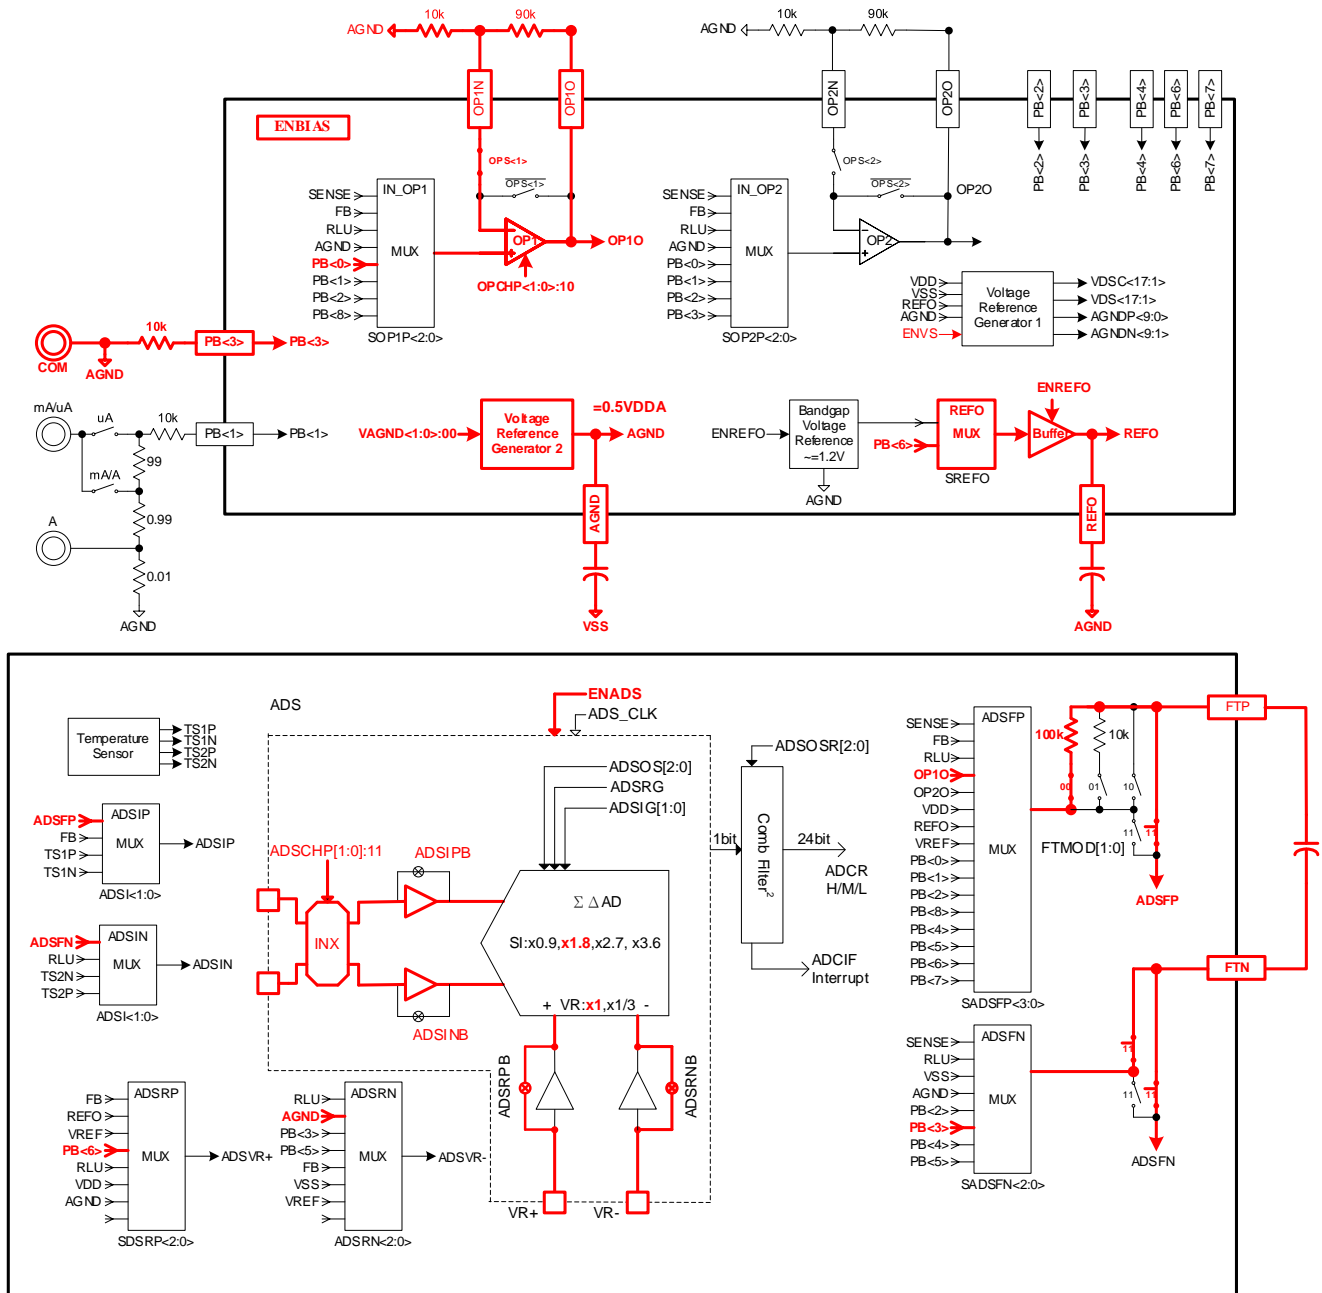 10k
90k
AGND
OP1N
OP1O
10k
90k
AGND
OP2N
OP2O
PB<2>
PB<3>
PB<4>
PB<6>
PB<7>
PB<2>
PB<3>
PB<4>
PB<6>
PB<7>
ENBIAS
OPS<1>
OPS<1>
IN_OP1
MUX
SENSE
FB
RLU
AGND
PB<0>
PB<1>
PB<2>
PB<8>
SOP1P<2:0>
OP1
OP1O
OPCHP<1:0>:10
OPS<2>
OPS<2>
OP2O
IN_OP2
MUX
SENSE
FB
RLU
AGND
PB<0>
PB<1>
PB<2>
PB<3>
SOP2P<2:0>
OP2
VDD
VSS
REFO
AGND
ENVS
Voltage
Reference
Generator 1
VDSC<17:1>
VDS<17:1>
AGNDP<9:0>
AGNDN<9:1>
COM
AGND
10k
PB<3>
PB<3>
mA/uA
uA
10k
PB<1>
PB<1>
99
mA/A
0.99
A
0.01
AGND
VAGND<1:0>:00
Voltage
Reference
Generator 2
=0.5VDDA
AGND
AGND
VSS
ENREFO
Bandgap
Voltage
Reference
~=1.2V
AGND
PB<6>
REFO
MUX
SREFO
ENREFO
Buffer
REFO
REFO
AGND
ADS
ENADS
ADS_CLK
Temperature
Sensor
TS1P
TS1N
TS2P
TS2N
ADSFP
FB
TS1P
TS1N
ADSIP
MUX
ADSIP
ADSI<1:0>
ADSFN
RLU
TS2N
TS2P
ADSIN
MUX
ADSIN
ADSI<1:0>
ADSCHP[1:0]:11
INX
ADSIPB
ADSINB
ADSOS[2:0]
ADSRG
ADSIG[1:0]
Σ Δ AD
SI:x0.9,x1.8,x2.7, x3.6
+ VR:x1,x1/3 -
ADSRPB
ADSRNB
VR+
VR-
ADSOSR[2:0]
1bit
Comb Filter2
24bit
ADCR
H/M/L
ADCIF
Interrupt
FB
REFO
VREF
PB<6>
RLU
VDD
AGND
ADSRP
MUX
ADSVR+
SDSRP<2:0>
RLU
AGND
PB<3>
PB<5>
FB
VSS
VREF
ADSRN
MUX
ADSVR-
ADSRN<2:0>
SENSE
FB
RLU
OP1O
OP2O
VDD
REFO
VREF
PB<0>
PB<1>
PB<2>
PB<8>
PB<4>
PB<5>
PB<6>
PB<7>
ADSFP
MUX
SADSFP<3:0>
100k
10k
00
01
10
11
11
FTMOD[1:0]
ADSFP
FTP
FTN
SENSE
RLU
VSS
AGND
PB<2>
PB<3>
PB<4>
PB<5>
ADSFN
MUX
SADSFN<2:0>
11
11
11
ADSFN